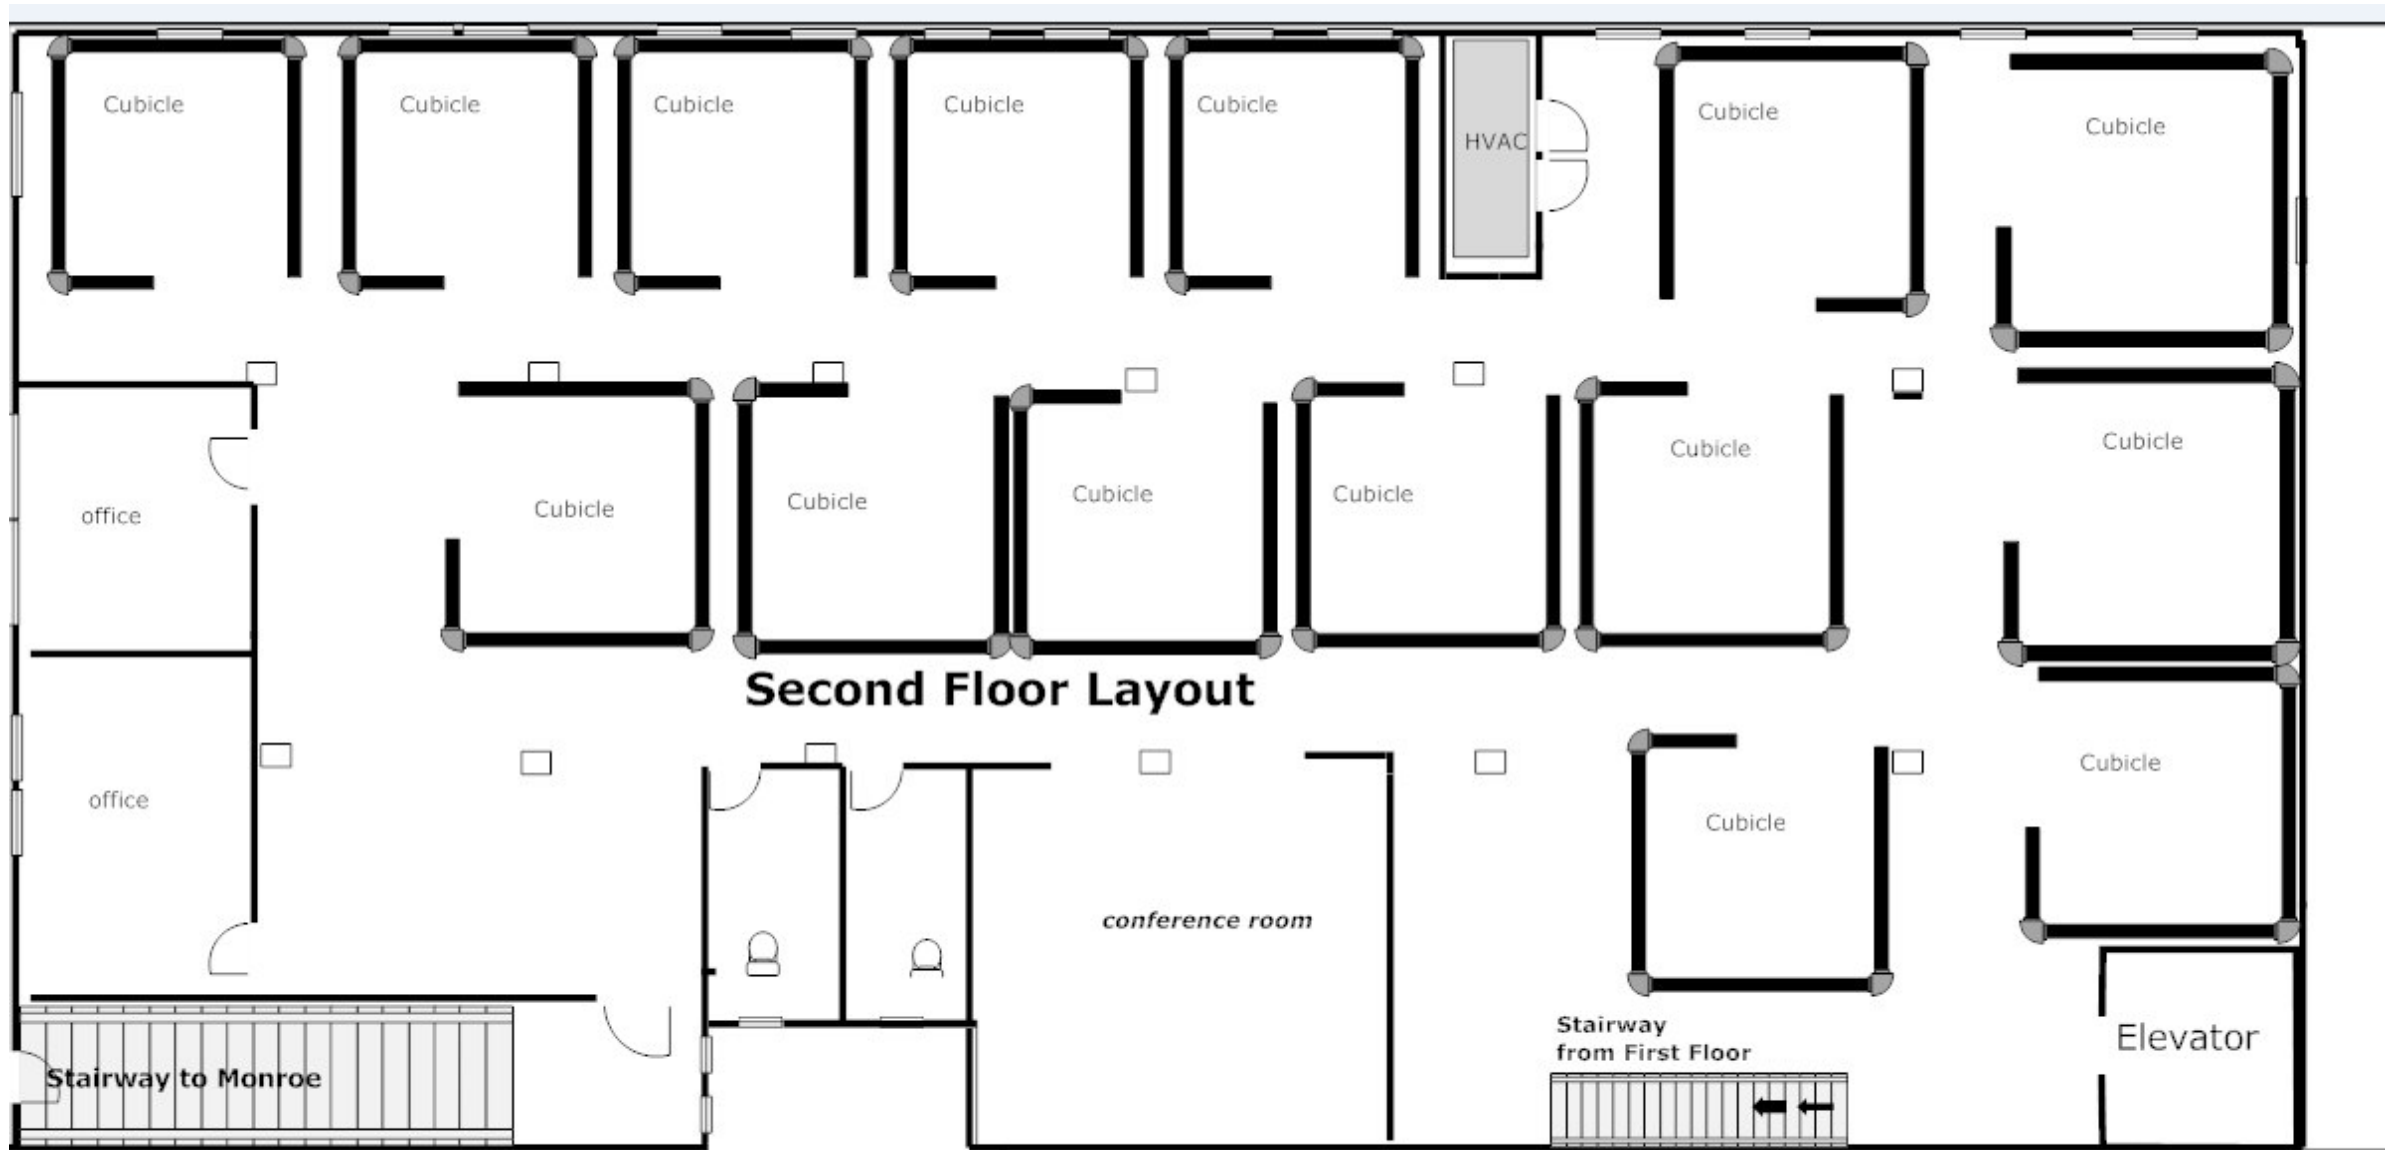 Cubicle
Cubicle
Cubicle
Cubicle
Cubicle
HVAC
Cubicle
Cubicle
office
Cubicle
Cubicle
Cubicle
Cubicle
Cubicle
Cubicle
Second Floor Layout
office
conference room
Cubicle
Cubicle
Stairway to Monroe
Stairway
from First Floor
Elevator